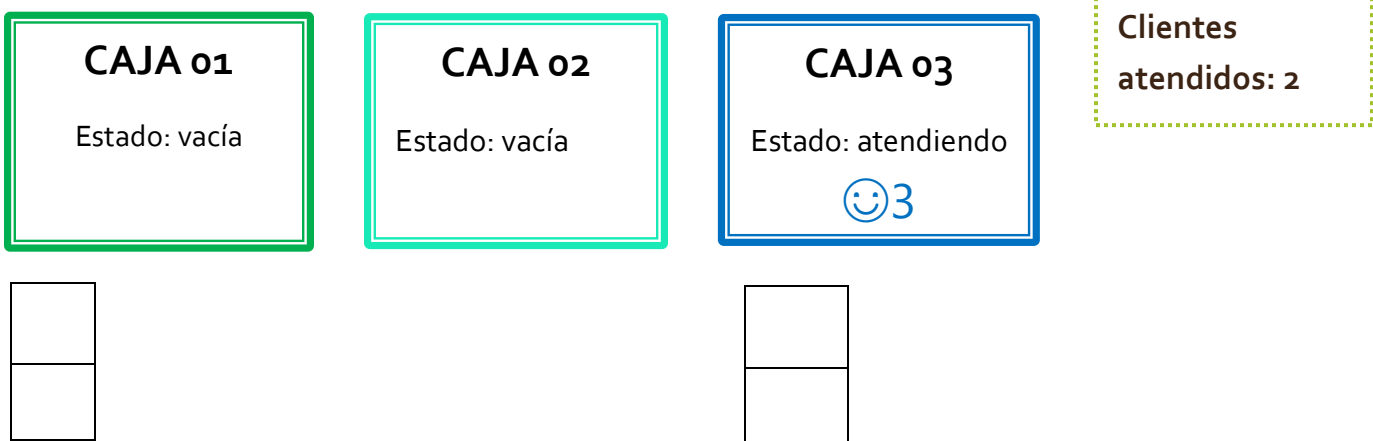 CAJA 01
Estado: vacía
CAJA 02
Estado: vacía
CAJA 03
Estado: atendiendo
☺3
Clientes
atendidos: 2